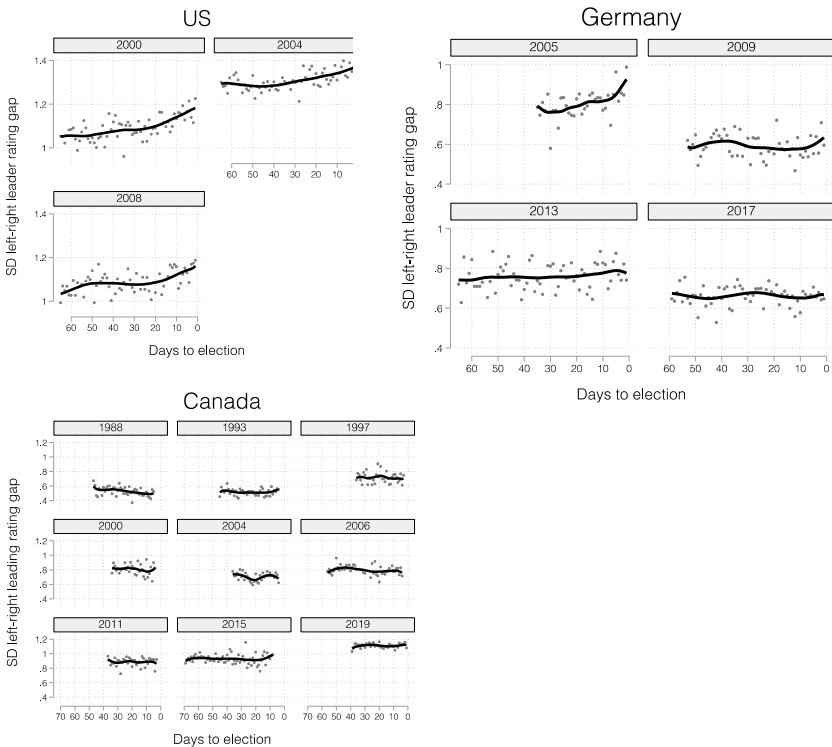 US
2000
2004
1.4
1.2
1
60 50 40 30 20 10
2008
1.4
1.2
1
60 50 40 30 20 10 0
SD left-right leader rating gap
Days to election
Germany
2005
2009
1
.8
.6
.4
2013
2017
1
.8
.6
.4
60 50 40 30 20 10 0
60 50 40 30 20 10 0
SD left-right leader rating gap
Days to election
Canada
1988
1993
1997
1.2
1
.8
.6
.4
2000
2004
2006
1.2
1
.8
.6
.4
2011
2015
2019
1.2
1
.8
.6
.4
70 60 50 40 30 20 10 0
70 60 50 40 30 20 10 0
70 60 50 40 30 20 10 0
SD left-right leading rating gap
Days to election